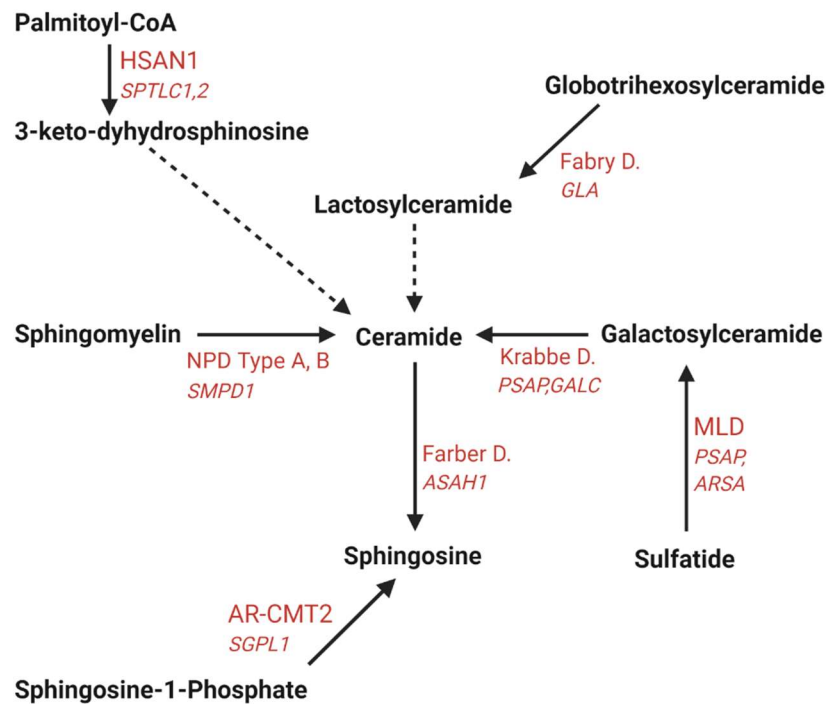 Palmitoyl-CoA
HSAN1
SPTLC1,2
3-keto-dyhydrosphinosine
Globotrihexosylceramide
Fabry D.
GLA
Lactosylceramide
Sphingomyelin
NPD Type A, B
SMPD1
Ceramide
Galactosylceramide
Krabbe D.
PSAP,GALC
MLD
PSAP,
ARSA
Farber D.
ASAH1
Sphingosine
Sulfatide
AR-CMT2
SGPL1
Sphingosine-1-Phosphate